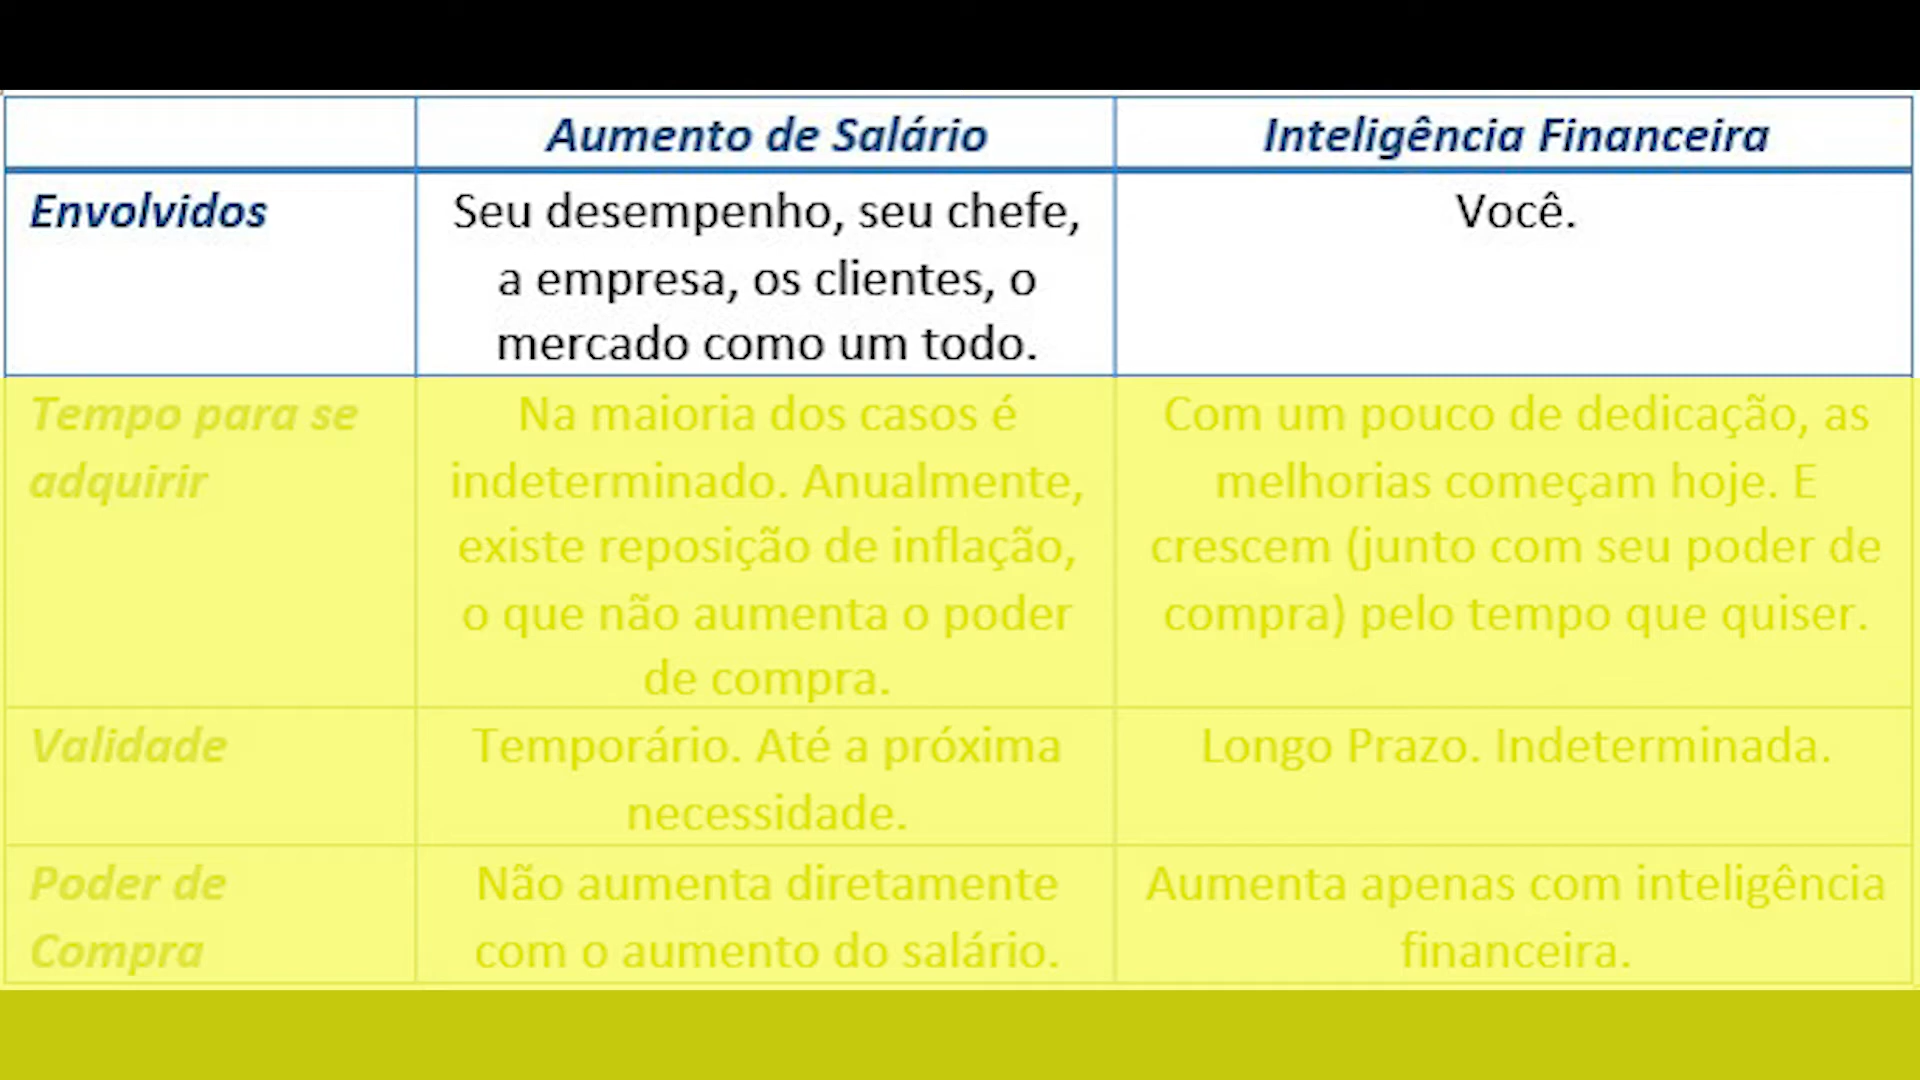 Aumento de Salário
Inteligência Financeira
Envolvidos
Seu desempenho, seu chefe,
a empresa, os clientes, o
mercado como um todo.
Você.
Tempo para se
adquirir
Na maioria dos casos é
indeterminado. Anualmente,
existe reposição de inflação,
o que não aumenta o poder
de compra.
Com um pouco de dedicação, as
melhorias começam hoje. E
crescem (junto com seu poder de
compra) pelo tempo que quiser.
Validade
Temporário. Até a próxima
necessidade.
Longo Prazo. Indeterminada.
Poder de
Compra
Não aumenta diretamente
com o aumento do salário.
Aumenta apenas com inteligência
financeira.